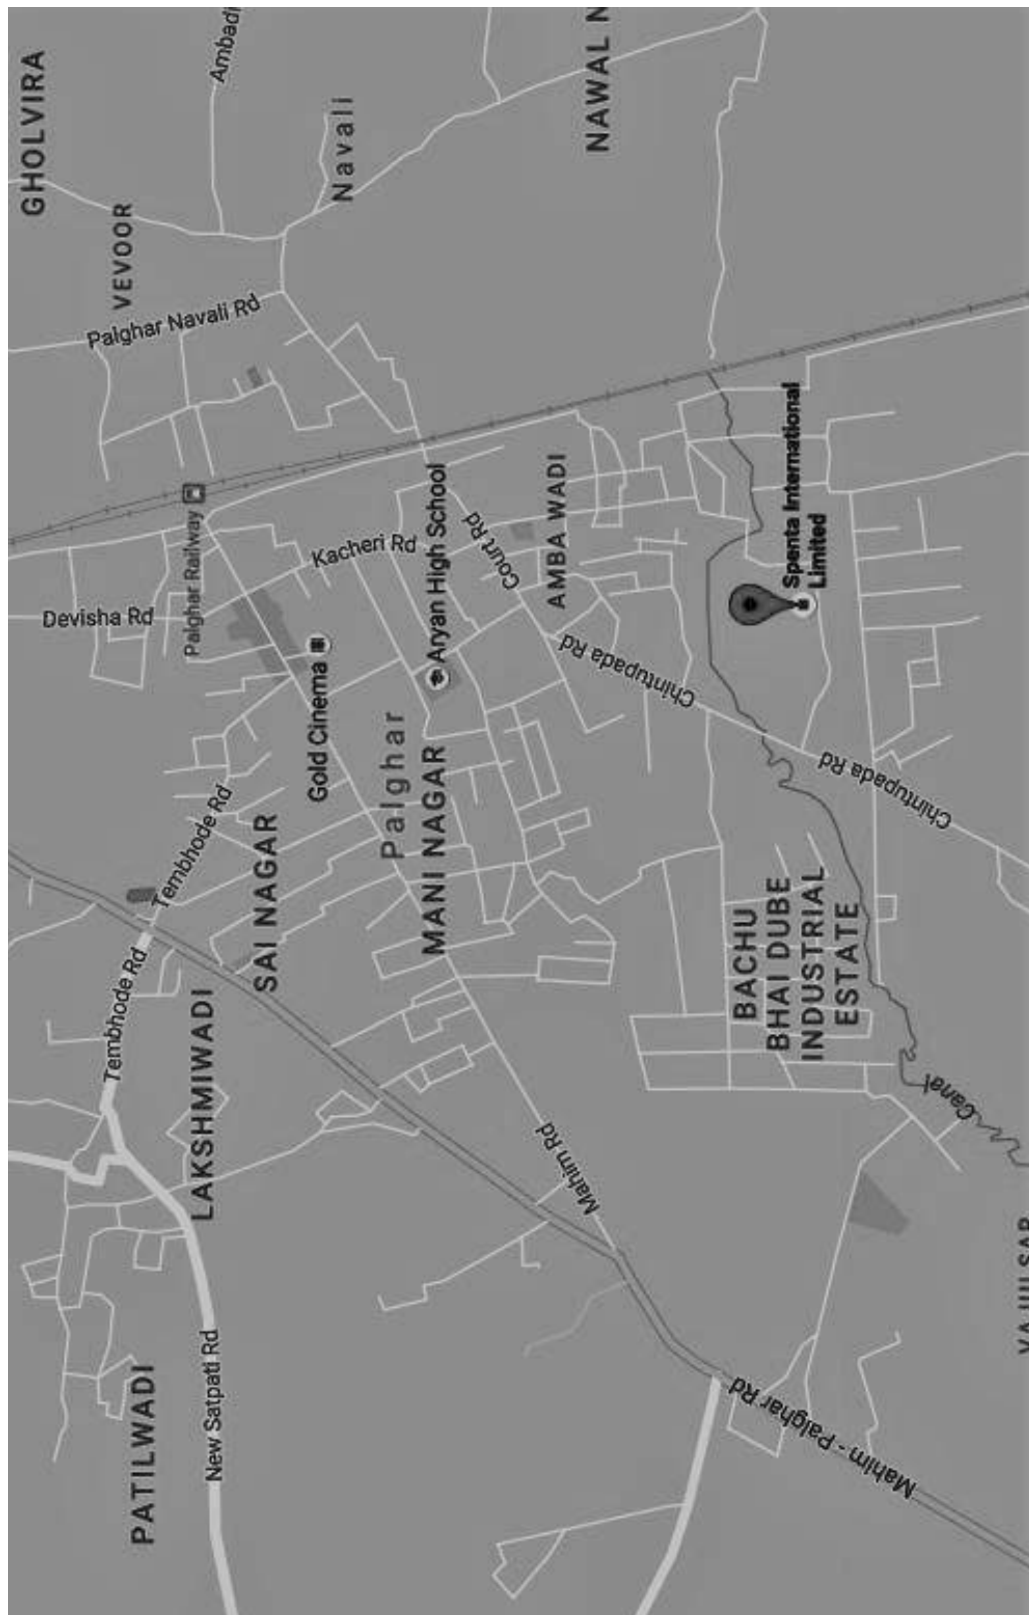 GHOLVIRA
Devisha Rd
VEVOOR
Tembhode Rd
PATILWADI
Palghar Navali Rd
Palghar Railway
Tembhode Rd
LAKSHMIWADI
New Satpati Rd
Ambadi
SAI NAGAR
Gold Cinema
Navali
Kacheri Rd
Palghar
MANI NAGAR
Aryan High School
Court Rd
AMBA WADI
Mahim Rd
NAWAL N
Chintupada Rd
BACHU
BHAI DUBE
INDUSTRIAL
ESTATE
Spenta International
Limited
Mahim - Palghar Rd
Chintupada Rd
Canal